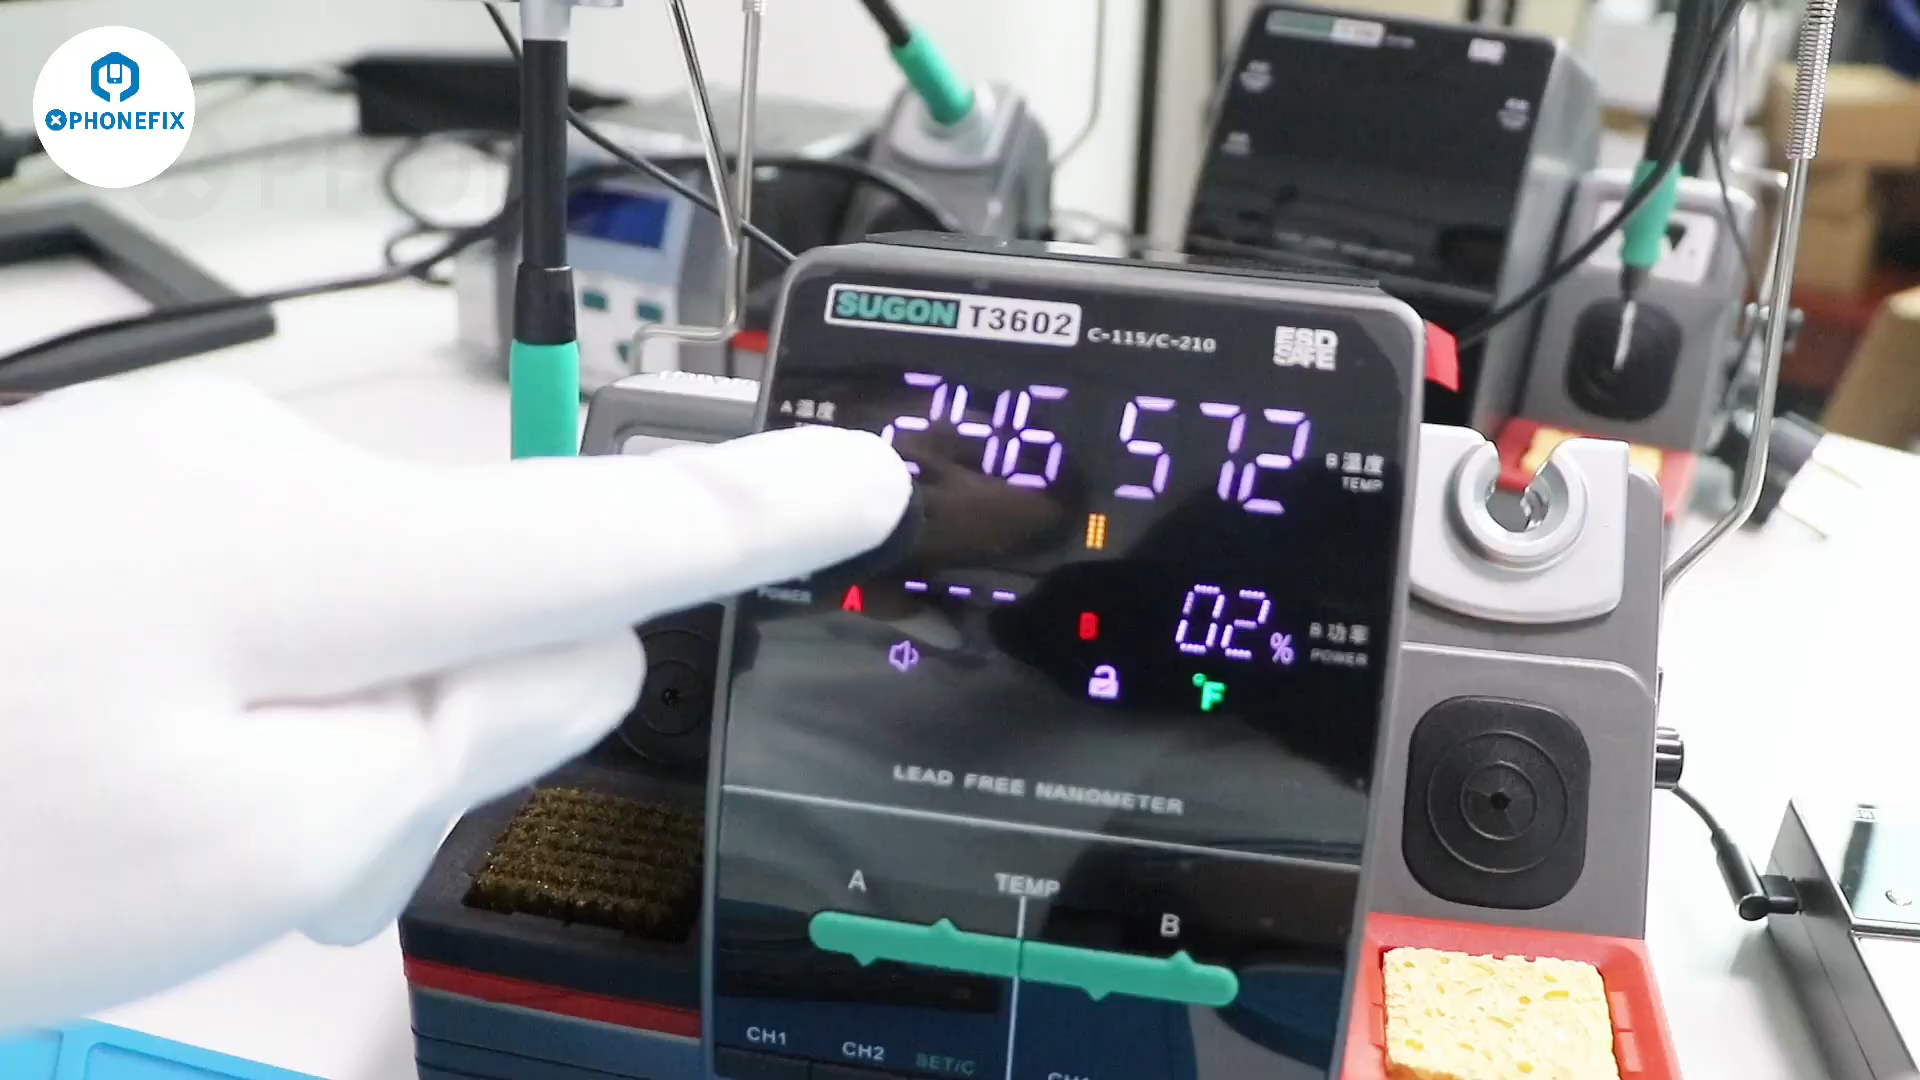 PHONEFIX
SUGON T3602 C-115/C-210
ESD
SAFE
A 温度
246 572
B 温度
TEMP
POWER
A
- - -
B
02%
B 功率
POWER
°F
LEAD FREE NANOMETER
A
TEMP
B
CH1
CH2
SET/C